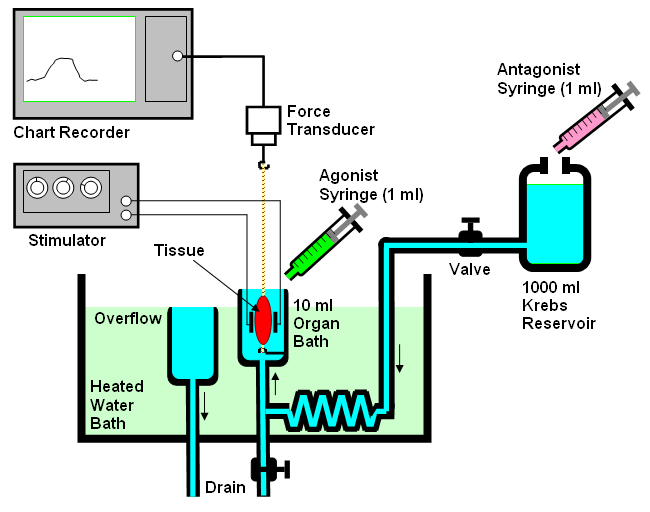 Antagonist
Syringe (1 ml)
Force
Transducer
Chart Recorder
Agonist
Syringe (1 ml)
Stimulator
Tissue
Valve
1000 ml
Krebs
Reservoir
10 ml
Organ
Bath
Overflow
Heated
Water
Bath
Drain